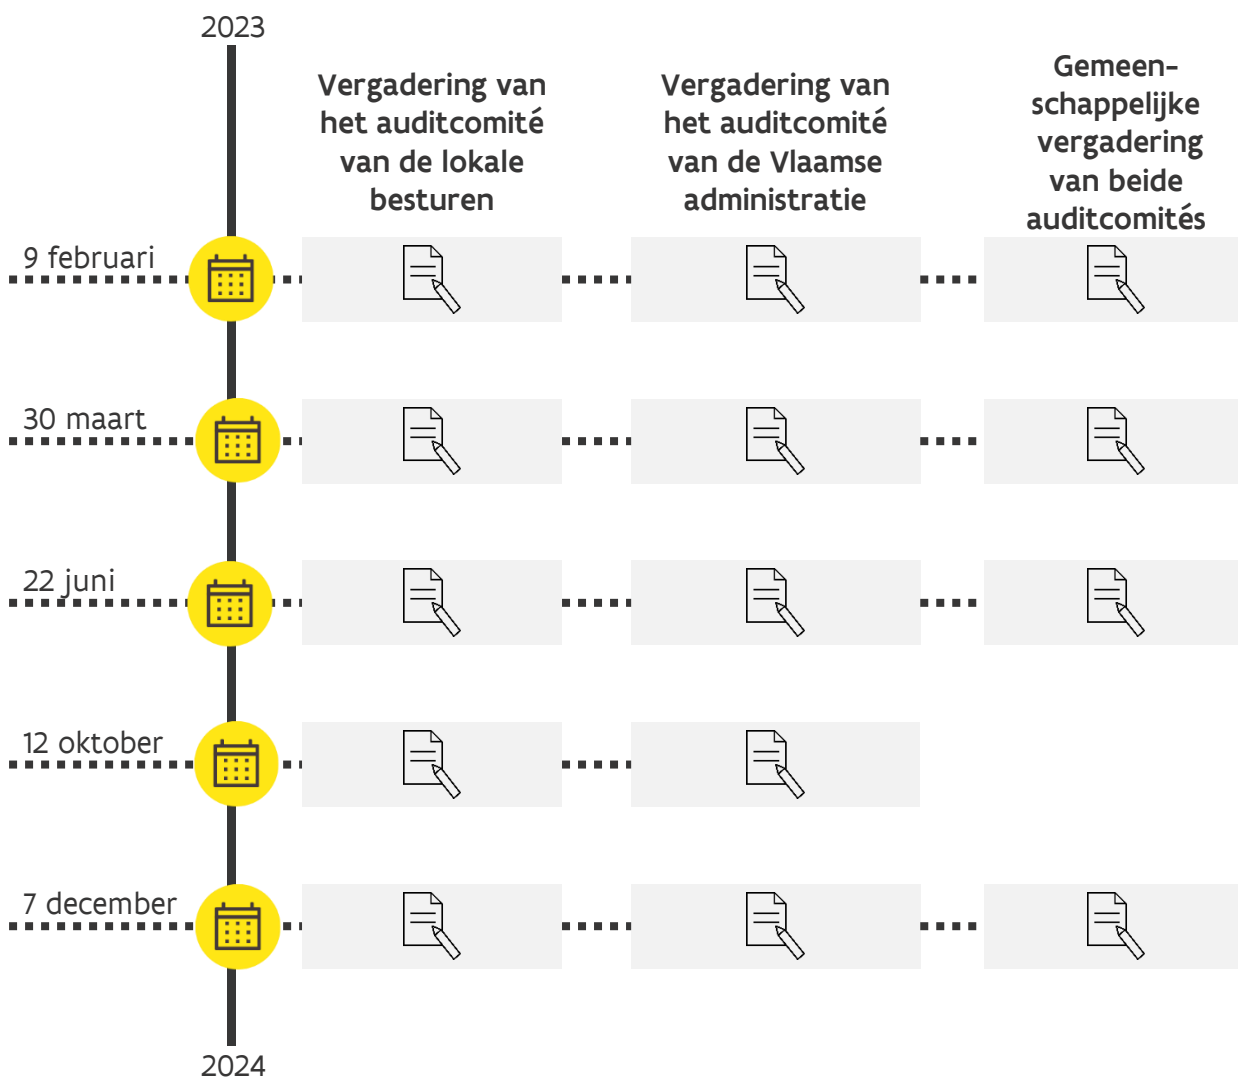 2023
Vergadering van
het auditcomité
van de lokale
besturen
Vergadering van
het auditcomité
van de Vlaamse
administratie
Gemeen-
schappelijke
vergadering
van beide
auditcomités
9 februari
30 maart
22 juni
12 oktober
7 december
2024